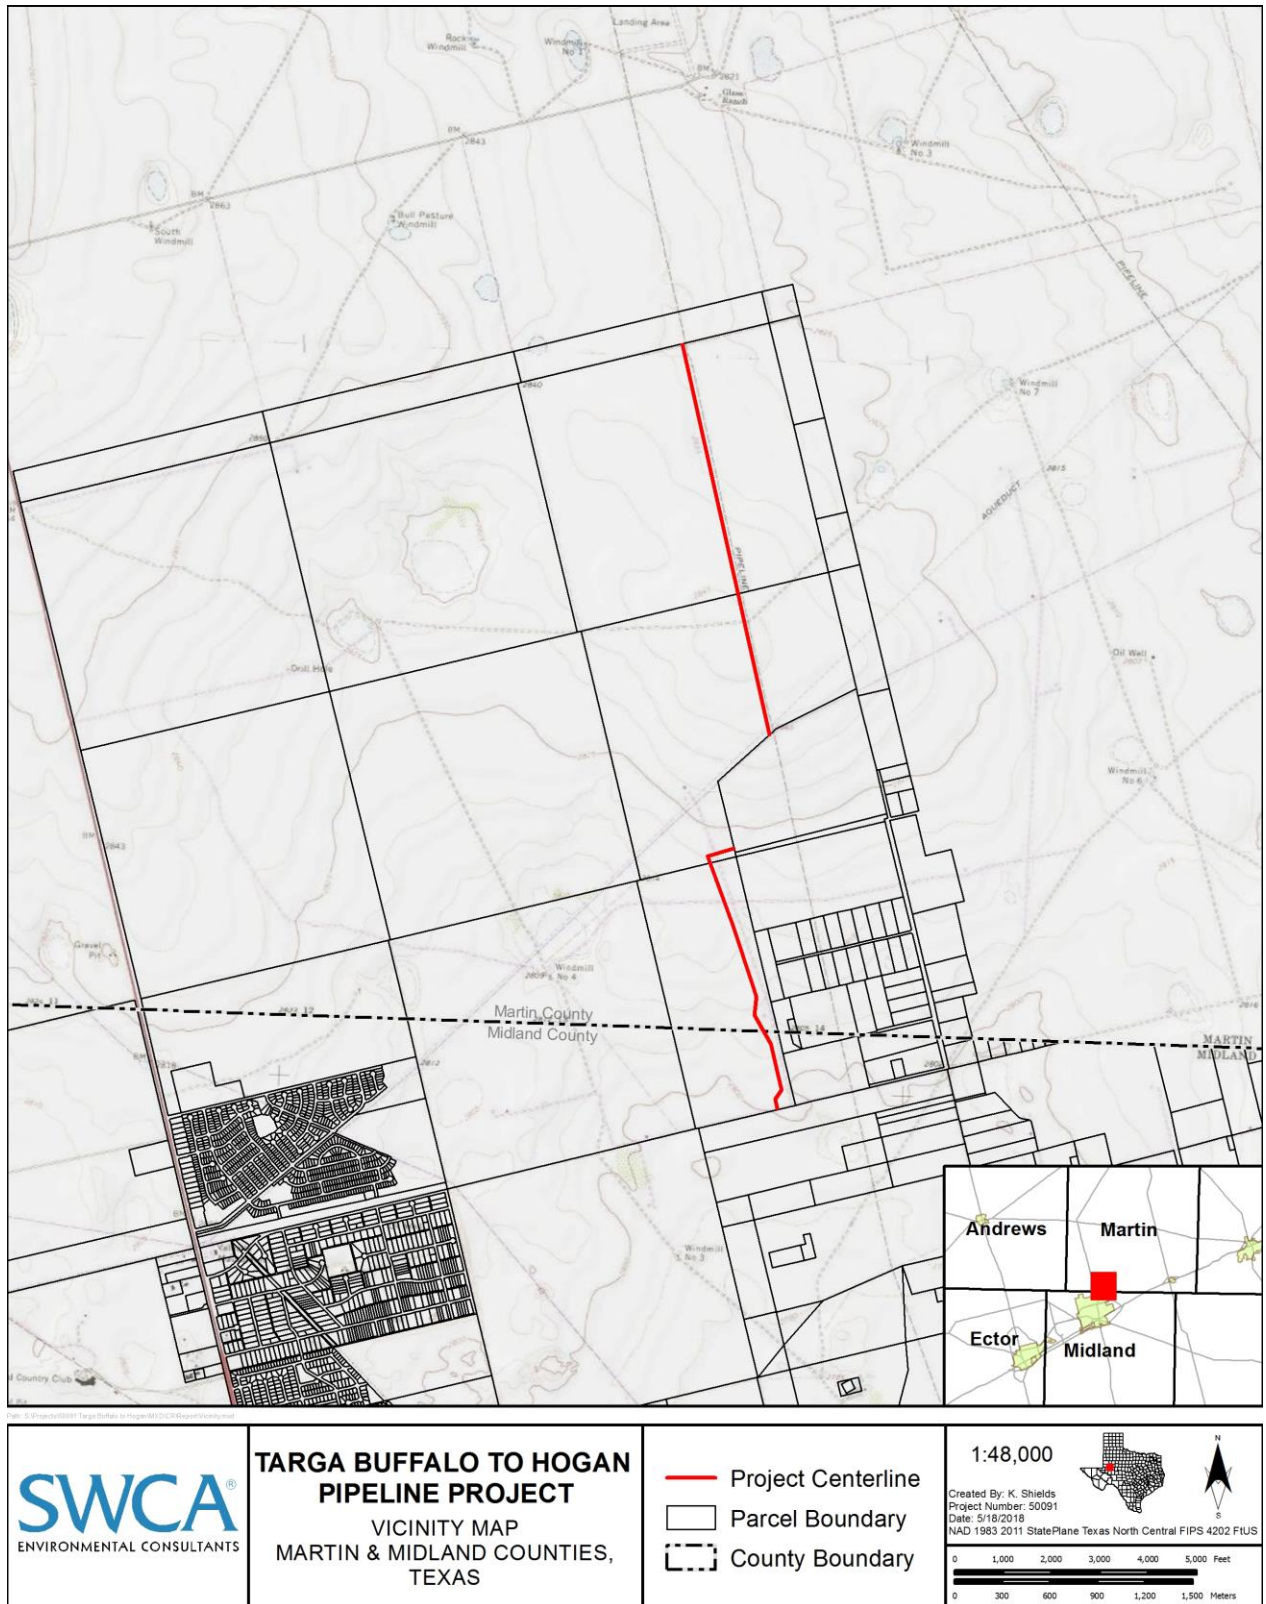 Landing Area
Rock
Windmill
Windmill
No 1
BM
2821
Glass
Ranch
BM
2843
Windmill
No 3
BM
2863
Bull Pasture
Windmill
South
Windmill
PIPELINE
2840
Windmill
No 7
2815
AQUEDUCT
PIPELINE
Drill Hole
Oil Well
2807
Windmill
No 6
BM
2843
Gravel
Pit
Windmill
No 4
Martin County
Midland County
MARTIN
MIDLAND
BM
2812
BM
Windmill
No 3
d Country Club
Andrews
Martin
Ector
Midland
SWCA®
ENVIRONMENTAL CONSULTANTS
TARGA BUFFALO TO HOGAN
PIPELINE PROJECT
VICINITY MAP
MARTIN & MIDLAND COUNTIES,
TEXAS
Project Centerline
Parcel Boundary
County Boundary
1:48,000
N
S
Created By: K. Shields
Project Number: 50091
Date: 5/18/2018
NAD 1983 2011 StatePlane Texas North Central FIPS 4202 FtUS
0 1,000 2,000 3,000 4,000 5,000 Feet
0 300 600 900 1,200 1,500 Meters